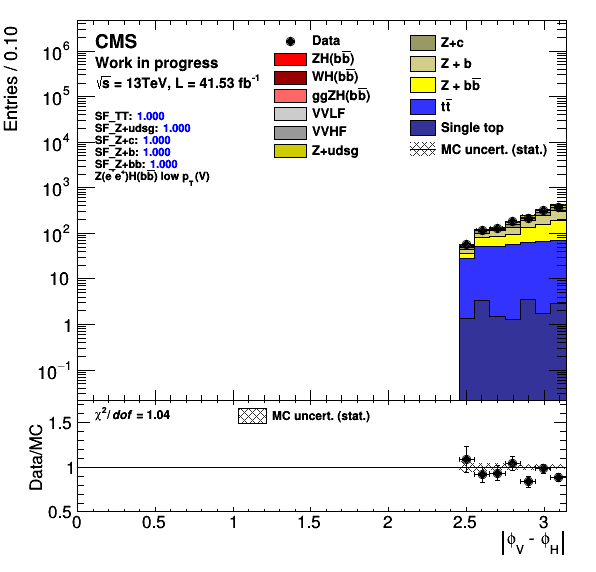 CMS
Work in progress
√s = 13TeV, L = 41.53 fb⁻¹
SF_TT: 1.000
SF_Z+udsg: 1.000
SF_Z+c: 1.000
SF_Z+b: 1.000
SF_Z+bb: 1.000
Z(e⁻e⁺)H(bb̅) low p_T(V)
Data
ZH(bb̅)
WH(bb̅)
ggZH(bb̅)
VVLF
VVHF
Z+udsg
Z+c
Z + b
Z + bb̅
tt̅
Single top
MC uncert. (stat.)
Entries / 0.10
10⁶
10⁵
10⁴
10³
10²
10
1
10⁻¹
χ²/dof = 1.04
MC uncert. (stat.)
Data/MC
1.5
1
0.5
0
0.5
1
1.5
2
2.5
3
|ϕ_V - ϕ_H|